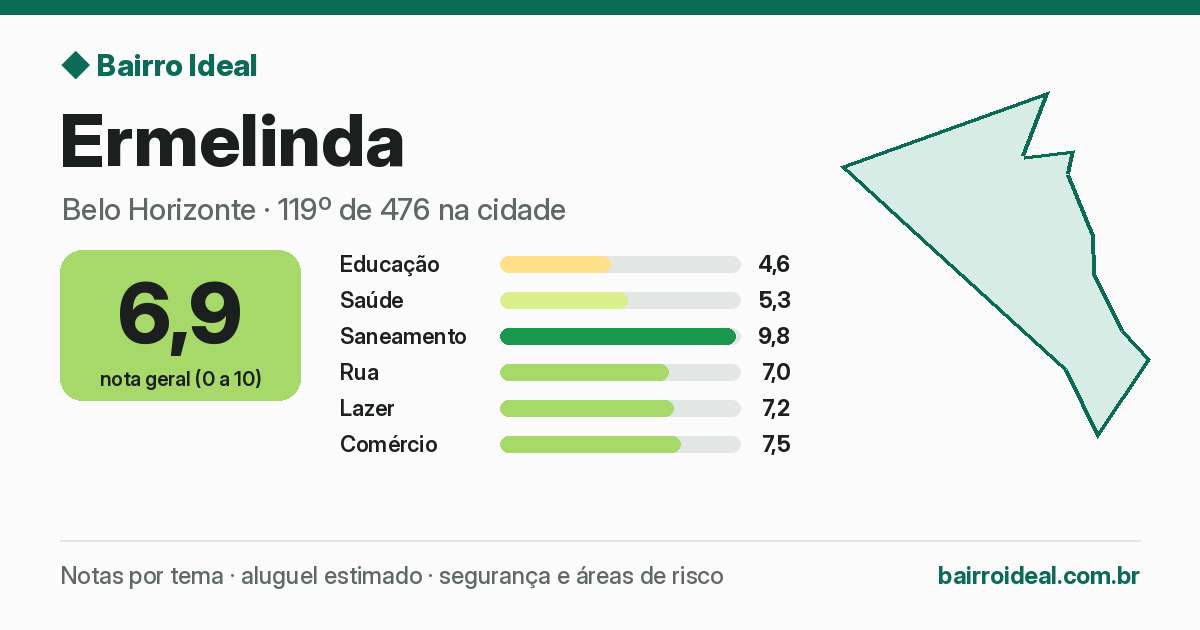 Bairro Ideal
Ermelinda
Belo Horizonte · 119º de 476 na cidade
6,9
nota geral (0 a 10)
Educação 4,6
Saúde 5,3
Saneamento 9,8
Rua 7,0
Lazer 7,2
Comércio 7,5
Notas por tema · aluguel estimado · segurança e áreas de risco
bairroideal.com.br